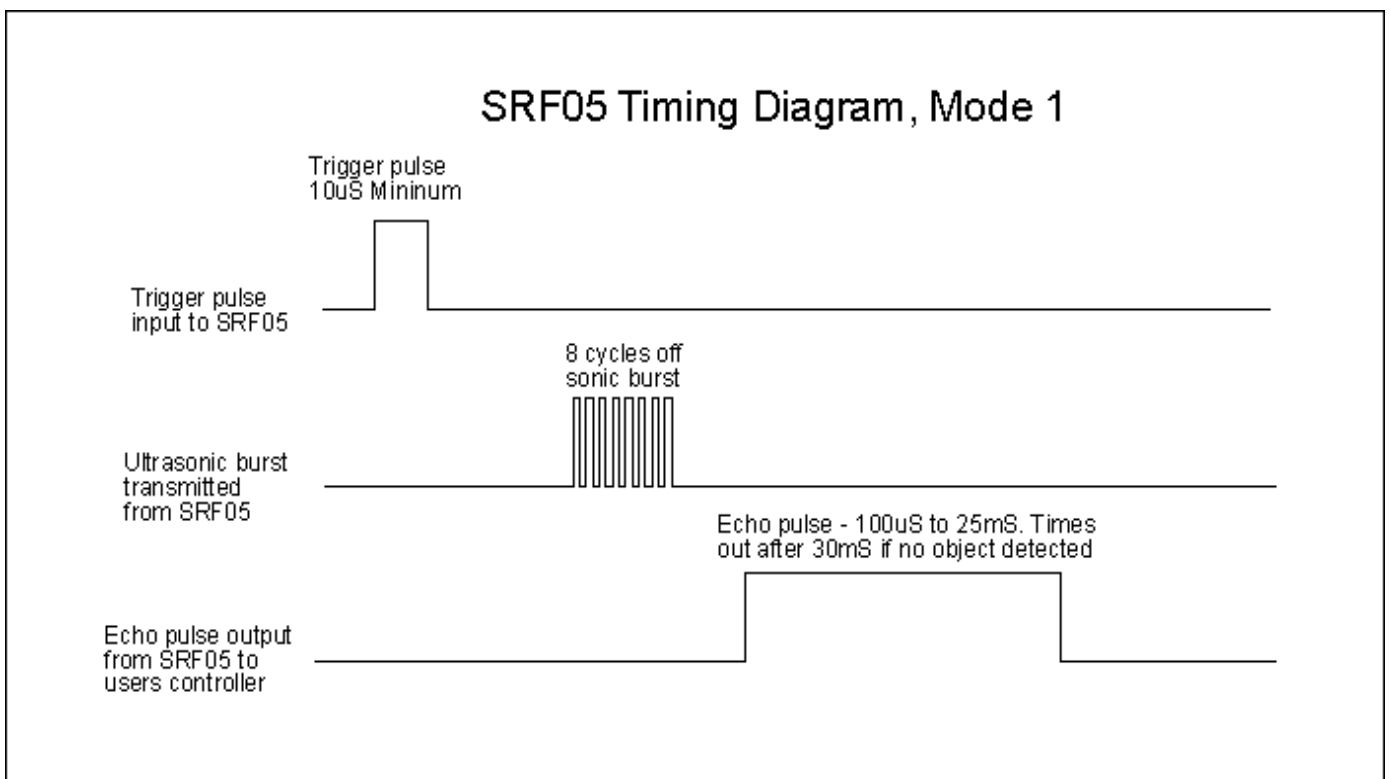 SRF05 Timing Diagram, Mode 1
Trigger pulse
10uS Mininum
Trigger pulse
input to SRF05
8 cycles off
sonic burst
Ultrasonic burst
transmitted
from SRF05
Echo pulse - 100uS to 25mS. Times
out after 30mS if no object detected
Echo pulse output
from SRF05 to
users controller